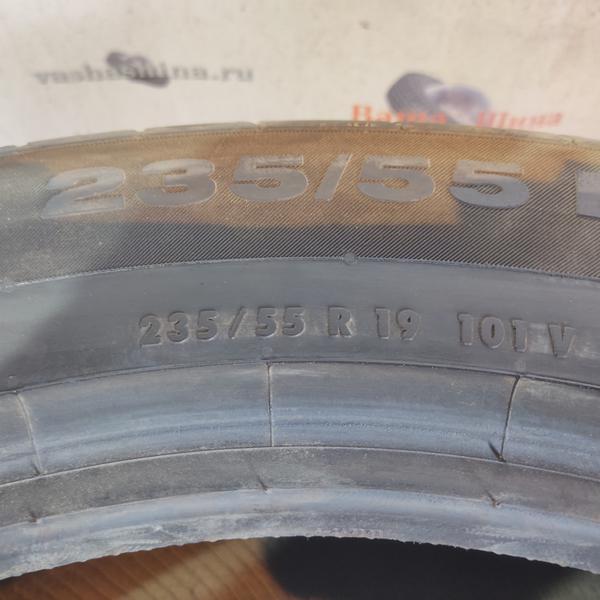 vashashina.ru
Ваша Шина
235/55
235/55 R 19 101 V